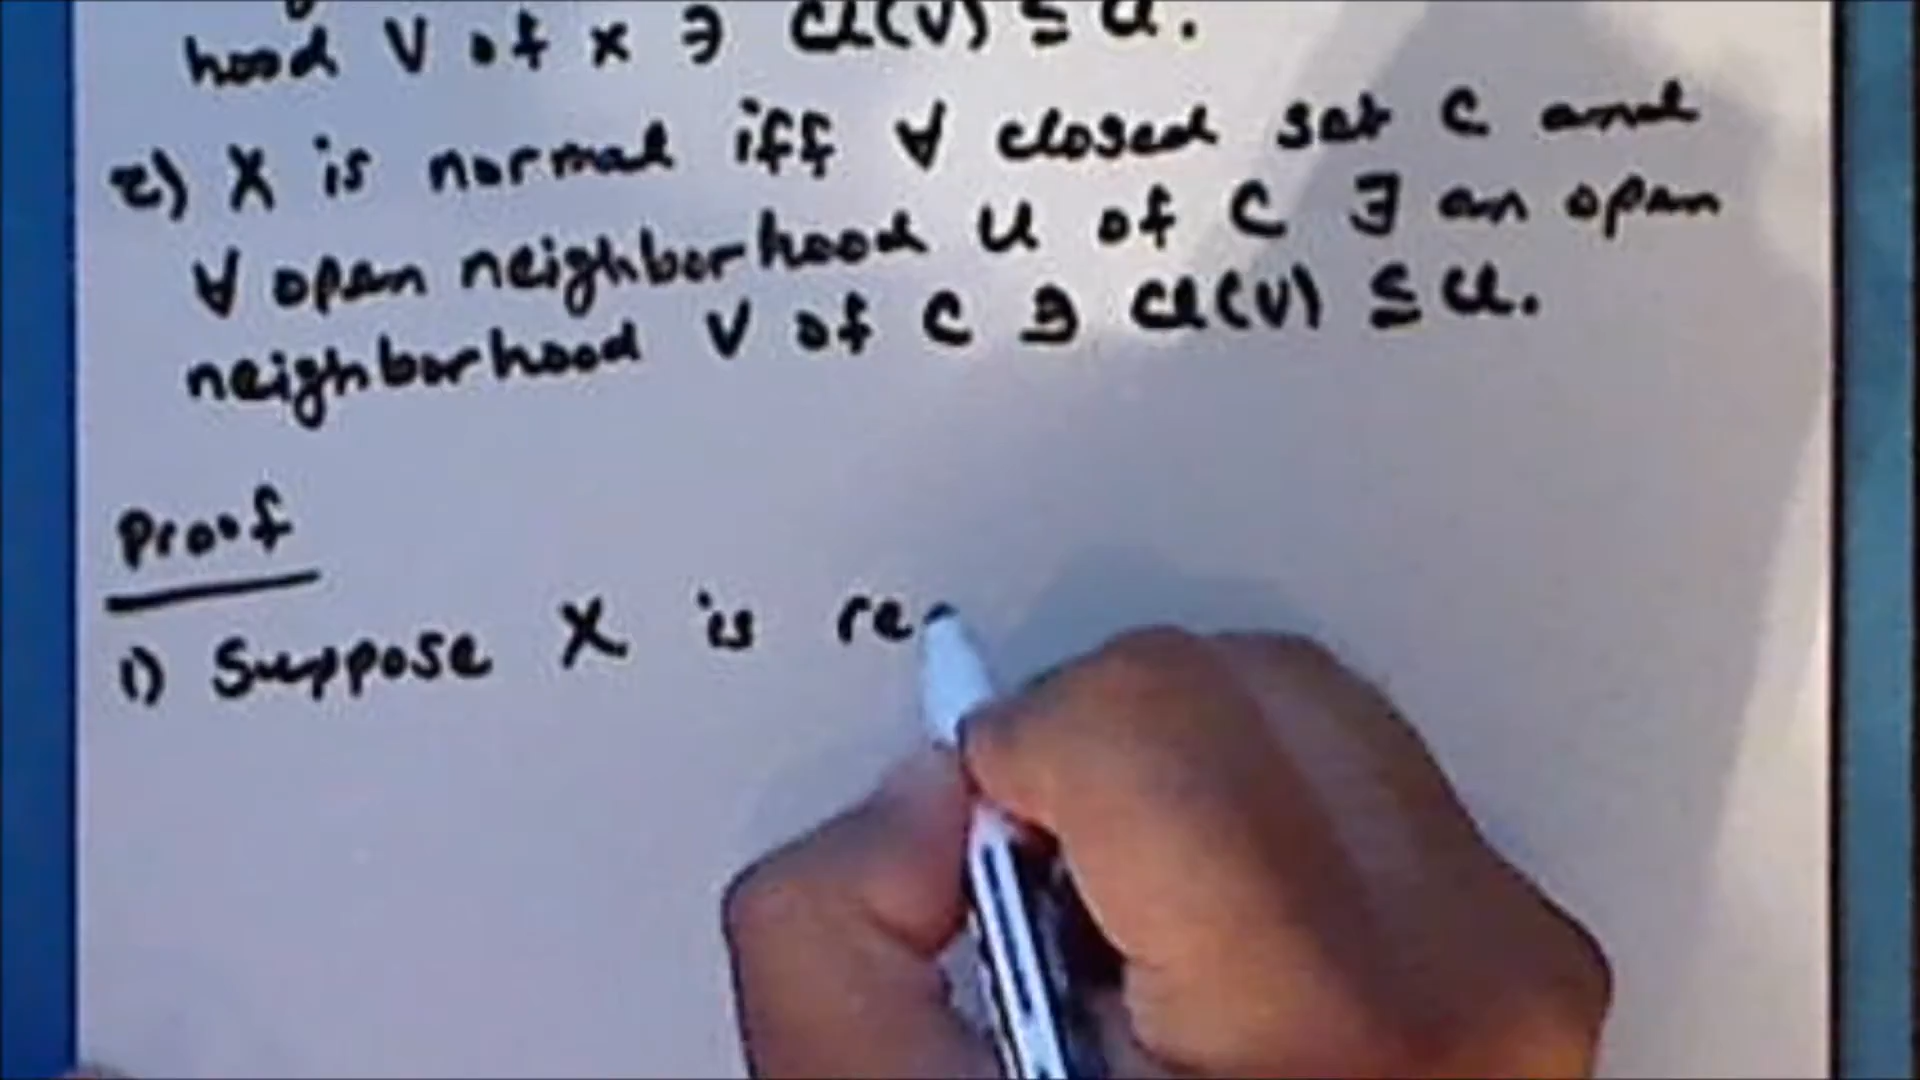 hood V of x ∋ Cl(V) ⊆ U.
2) X is normal iff ∀ closed set C and
∀ open neighborhood U of C ∃ an open
neighborhood V of C ∋ Cl(V) ⊆ U.
Proof
1) Suppose X is re